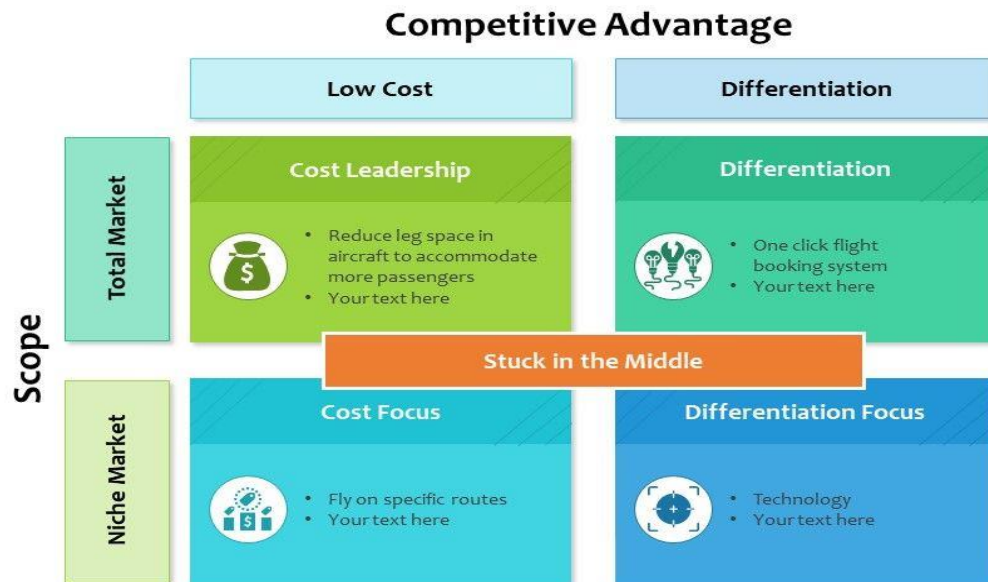 Competitive Advantage
Low Cost
Differentiation
Scope
Total Market
Cost Leadership
• Reduce leg space in
aircraft to accommodate
more passengers
• Your text here
Differentiation
• One click flight
booking system
• Your text here
Stuck in the Middle
Niche Market
Cost Focus
• Fly on specific routes
• Your text here
Differentiation Focus
• Technology
• Your text here